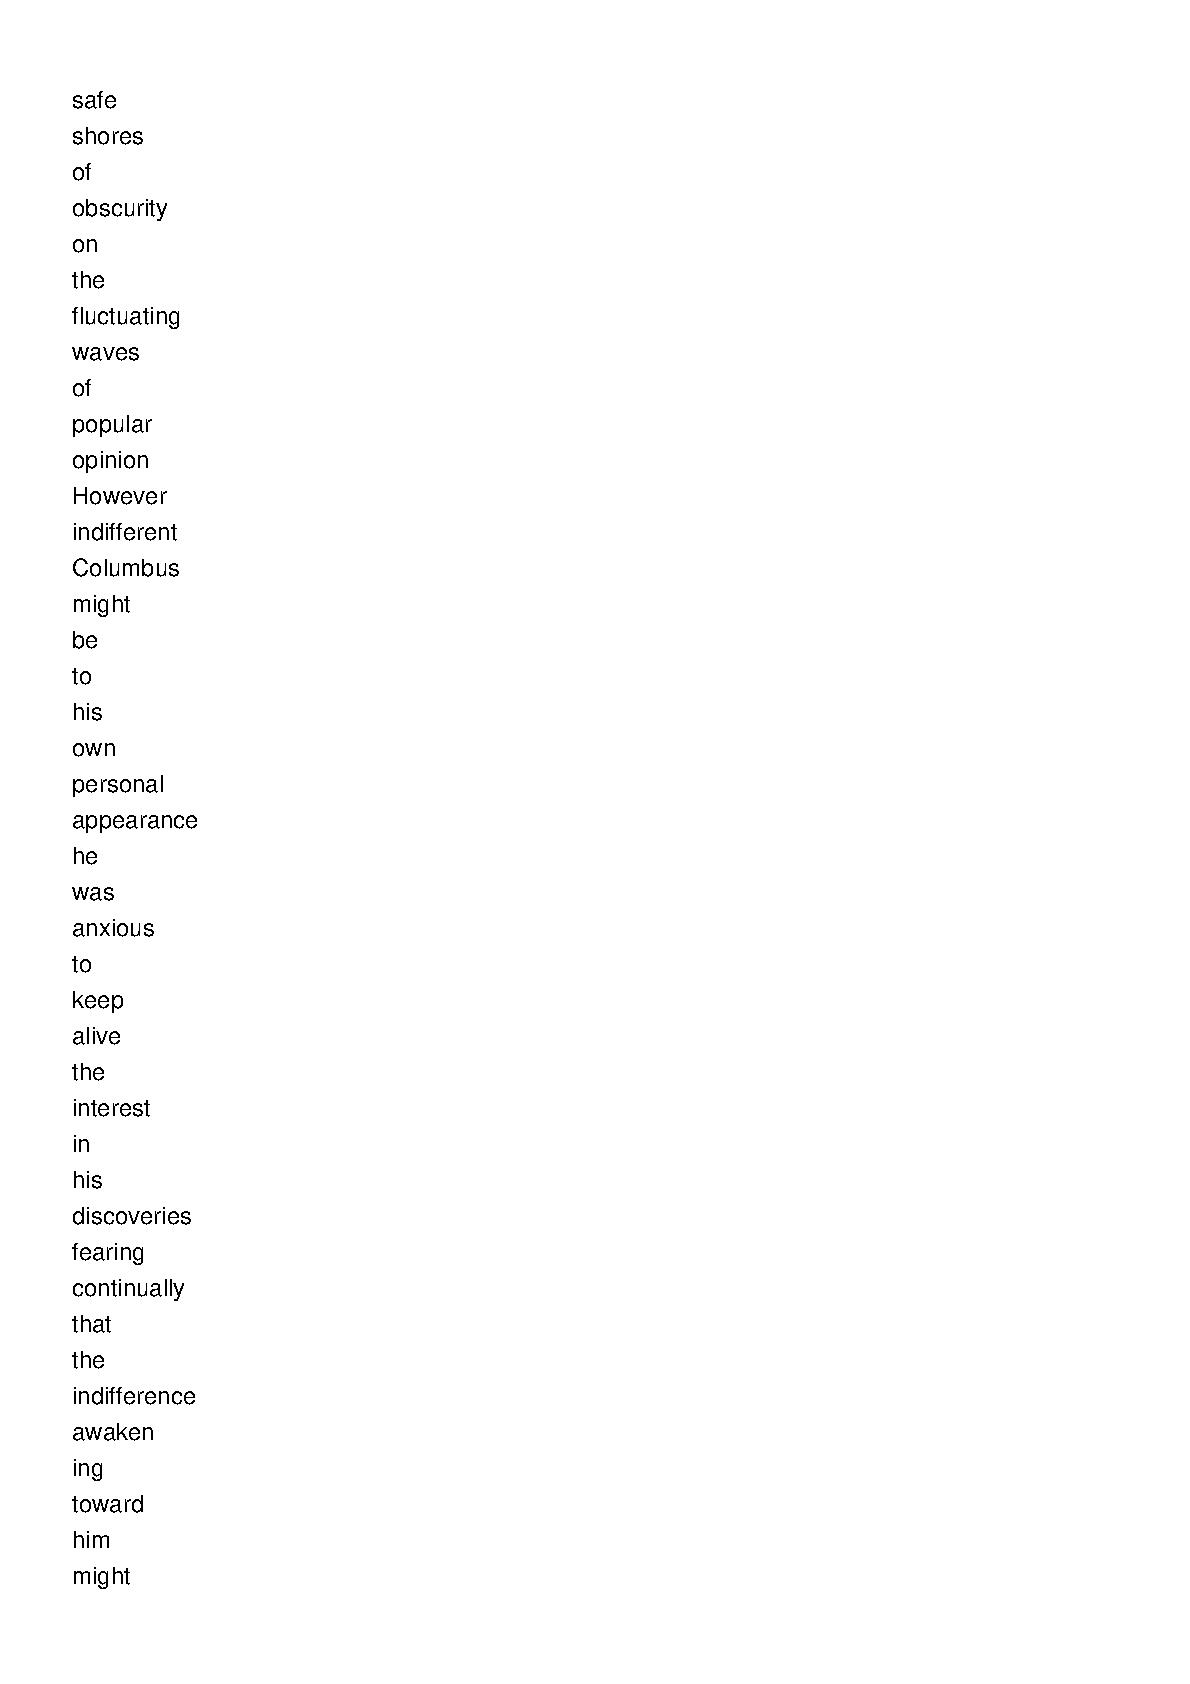 safe
shores
of
obscurity
on
the
fluctuating
waves
of
popular
opinion
However
indifferent
Columbus
might
be
to
his
own
personal
appearance
he
was
anxious
to
keep
alive
the
interest
in
his
discoveries
fearing
continually
that
the
indifference
awaken
ing
toward
him
might